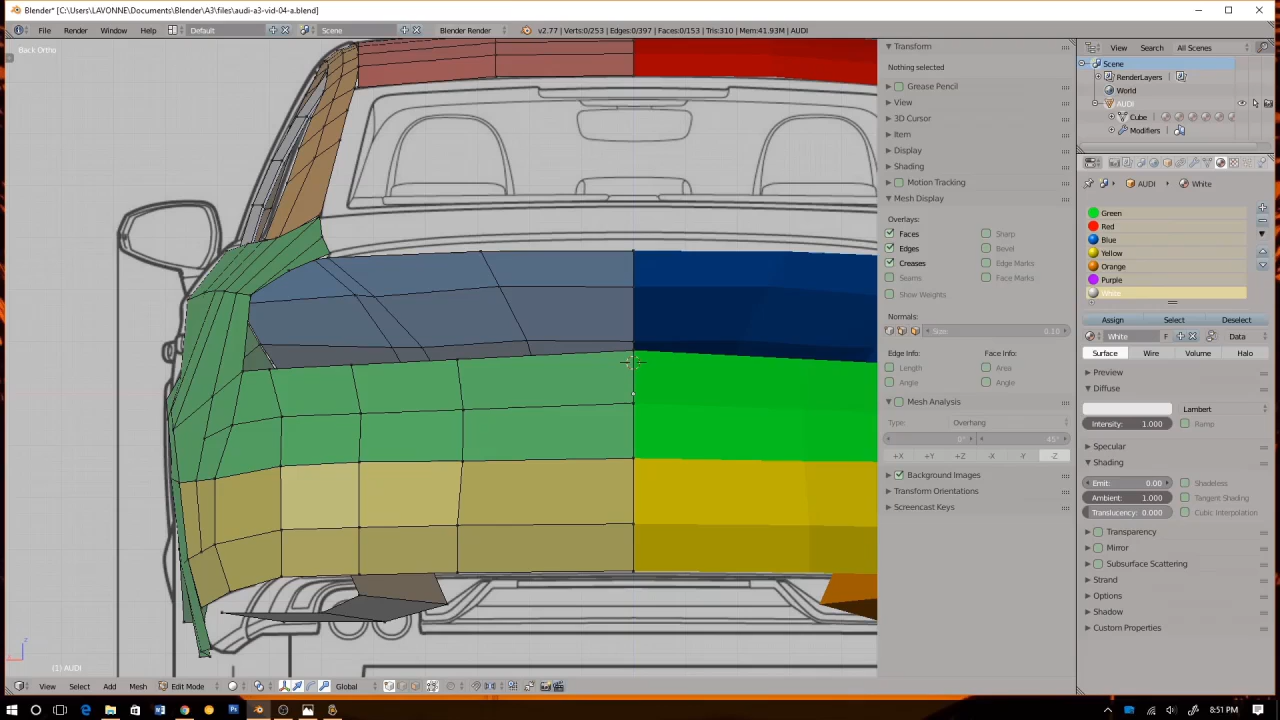 Blender* [C:\Users\LAVONNE\Documents\Blender\A3\files\audi-a3-vid-04-a.blend]
File Render Window Help Default Scene Blender Render v2.77 | Verts:0/253 | Edges:0/397 | Faces:0/153 | Tris:310 | Mem:41.93M | AUDI
Back Ortho
(1) AUDI
View Select Add Mesh Edit Mode Global
Transform
Nothing selected
Grease Pencil
View
3D Cursor
Item
Display
Shading
Motion Tracking
Mesh Display
Overlays:
Faces Sharp
Edges Bevel
Creases Edge Marks
Seams Face Marks
Show Weights
Normals:
Size: 0.10
Edge Info: Face Info:
Length Area
Angle Angle
Mesh Analysis
Type: Overhang
0° 45°
+X +Y +Z -X -Y -Z
Background Images
Transform Orientations
Screencast Keys
View Search All Scenes
Scene
RenderLayers
World
AUDI
Cube
Modifiers
AUDI White
Green
Red
Blue
Yellow
Orange
Purple
White
Assign Select Deselect
White F Data
Surface Wire Volume Halo
Preview
Diffuse
Lambert
Intensity: 1.000 Ramp
Specular
Shading
Emit: 0.00 Shadeless
Ambient: 1.000 Tangent Shading
Translucency: 0.000 Cubic Interpolation
Transparency
Mirror
Subsurface Scattering
Strand
Options
Shadow
Custom Properties
8:51 PM